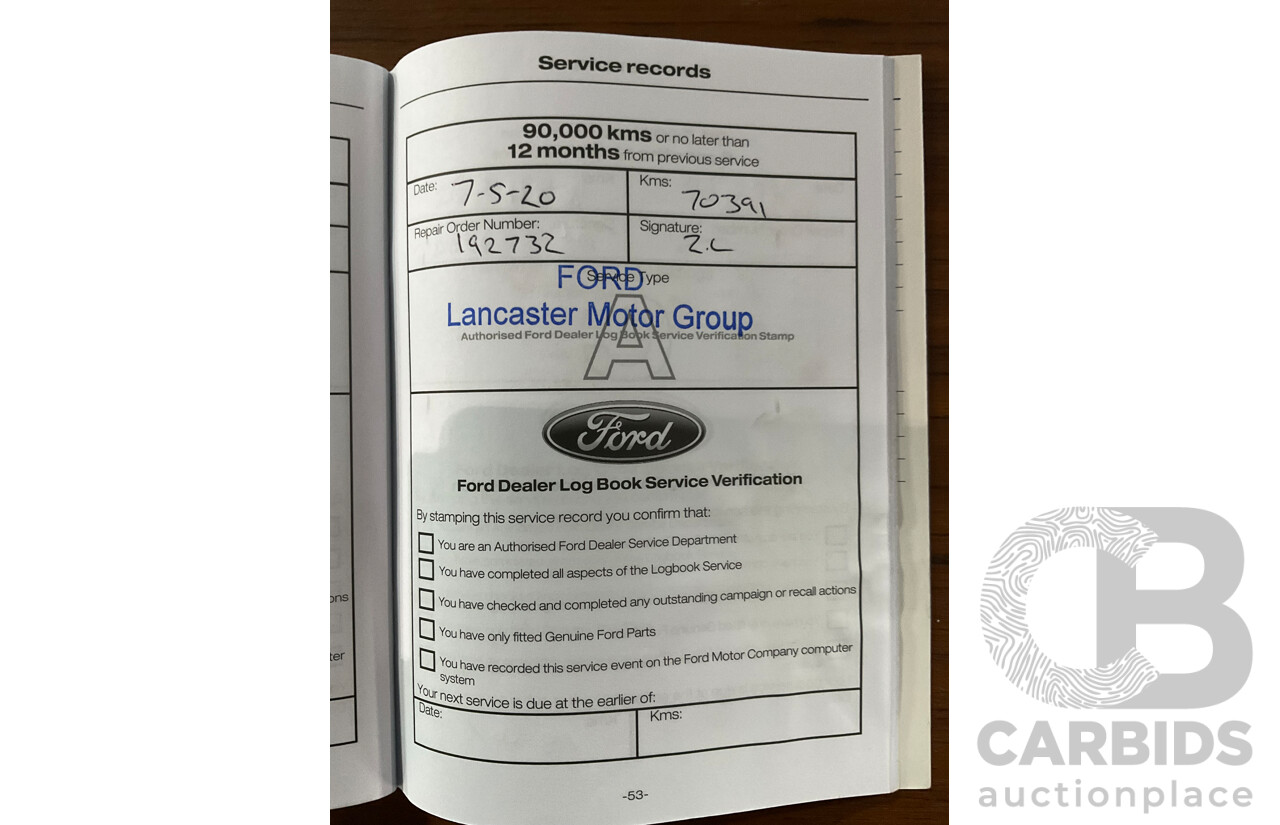 Service records
90,000 kms or no later than
12 months from previous service
Date: 7-5-20
Kms: 70391
Repair Order Number: 192732
Signature: Z.C
Service Type
FORD
Lancaster Motor Group
Authorised Ford Dealer Log Book Service Verification Stamp
A
Ford
Ford Dealer Log Book Service Verification
By stamping this service record you confirm that:
You are an Authorised Ford Dealer Service Department
You have completed all aspects of the Logbook Service
You have checked and completed any outstanding campaign or recall actions
You have only fitted Genuine Ford Parts
You have recorded this service event on the Ford Motor Company computer
system
Your next service is due at the earlier of:
Date:
Kms:
-53-
ons
ter
CB
CARBIDS
auctionplace